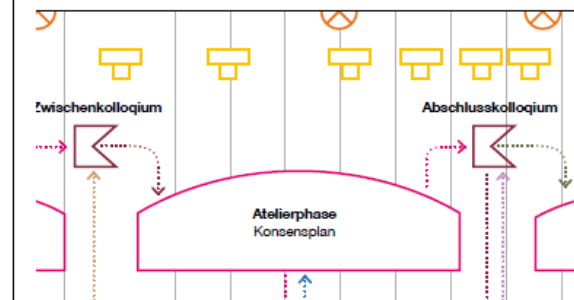 Zwischenkolloqium
Abschlusskolloqium
Atelierphase
Konsensplan